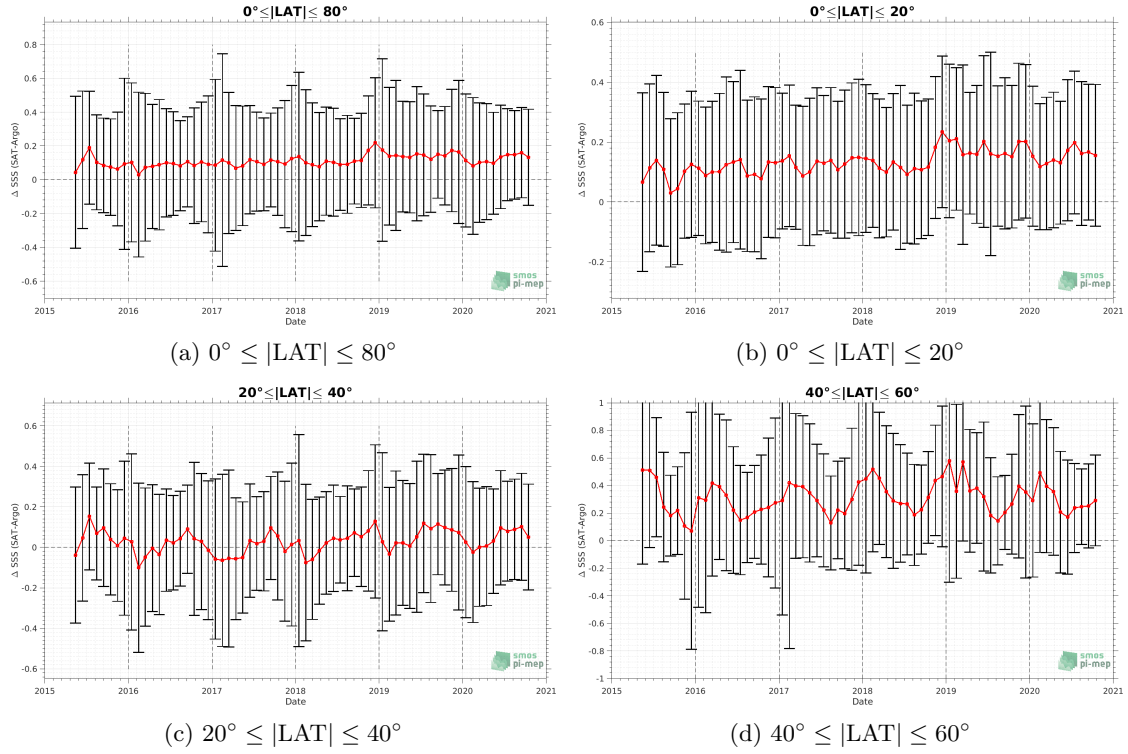 0°≤|LAT|≤ 80°
Δ SSS (SAT-Argo)
0.8
0.6
0.4
0.2
0
-0.2
-0.4
-0.6
2015 2016 2017 2018 2019 2020 2021
Date
smos
pi-mep
(a) 0° ≤ |LAT| ≤ 80°
0°≤|LAT|≤ 20°
Δ SSS (SAT-Argo)
0.6
0.4
0.2
0
-0.2
2015 2016 2017 2018 2019 2020 2021
Date
smos
pi-mep
(b) 0° ≤ |LAT| ≤ 20°
20°≤|LAT|≤ 40°
Δ SSS (SAT-Argo)
0.6
0.4
0.2
0
-0.2
-0.4
-0.6
2015 2016 2017 2018 2019 2020 2021
Date
smos
pi-mep
(c) 20° ≤ |LAT| ≤ 40°
40°≤|LAT|≤ 60°
Δ SSS (SAT-Argo)
1
0.8
0.6
0.4
0.2
0
-0.2
-0.4
-0.6
-0.8
-1
2015 2016 2017 2018 2019 2020 2021
Date
smos
pi-mep
(d) 40° ≤ |LAT| ≤ 60°